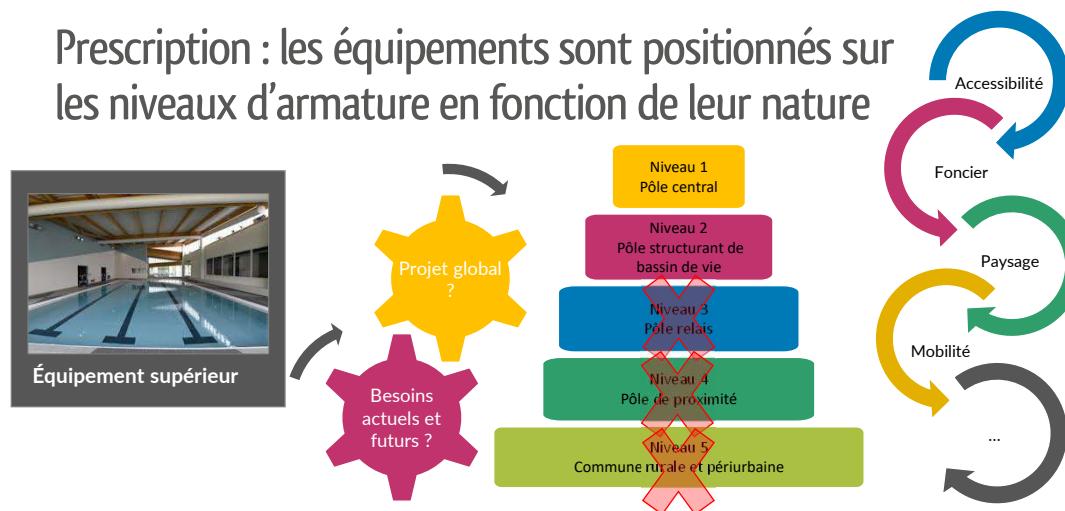 Prescription : les équipements sont positionnés sur
les niveaux d'armature en fonction de leur nature
Équipement supérieur
Projet global
?
Besoins
actuels et
futurs ?
Niveau 1
Pôle central
Niveau 2
Pôle structurant de
bassin de vie
Niveau 3
Pôle relais
Niveau 4
Pôle de proximité
Niveau 5
Commune rurale et périurbaine
Accessibilité
Foncier
Paysage
Mobilité
...